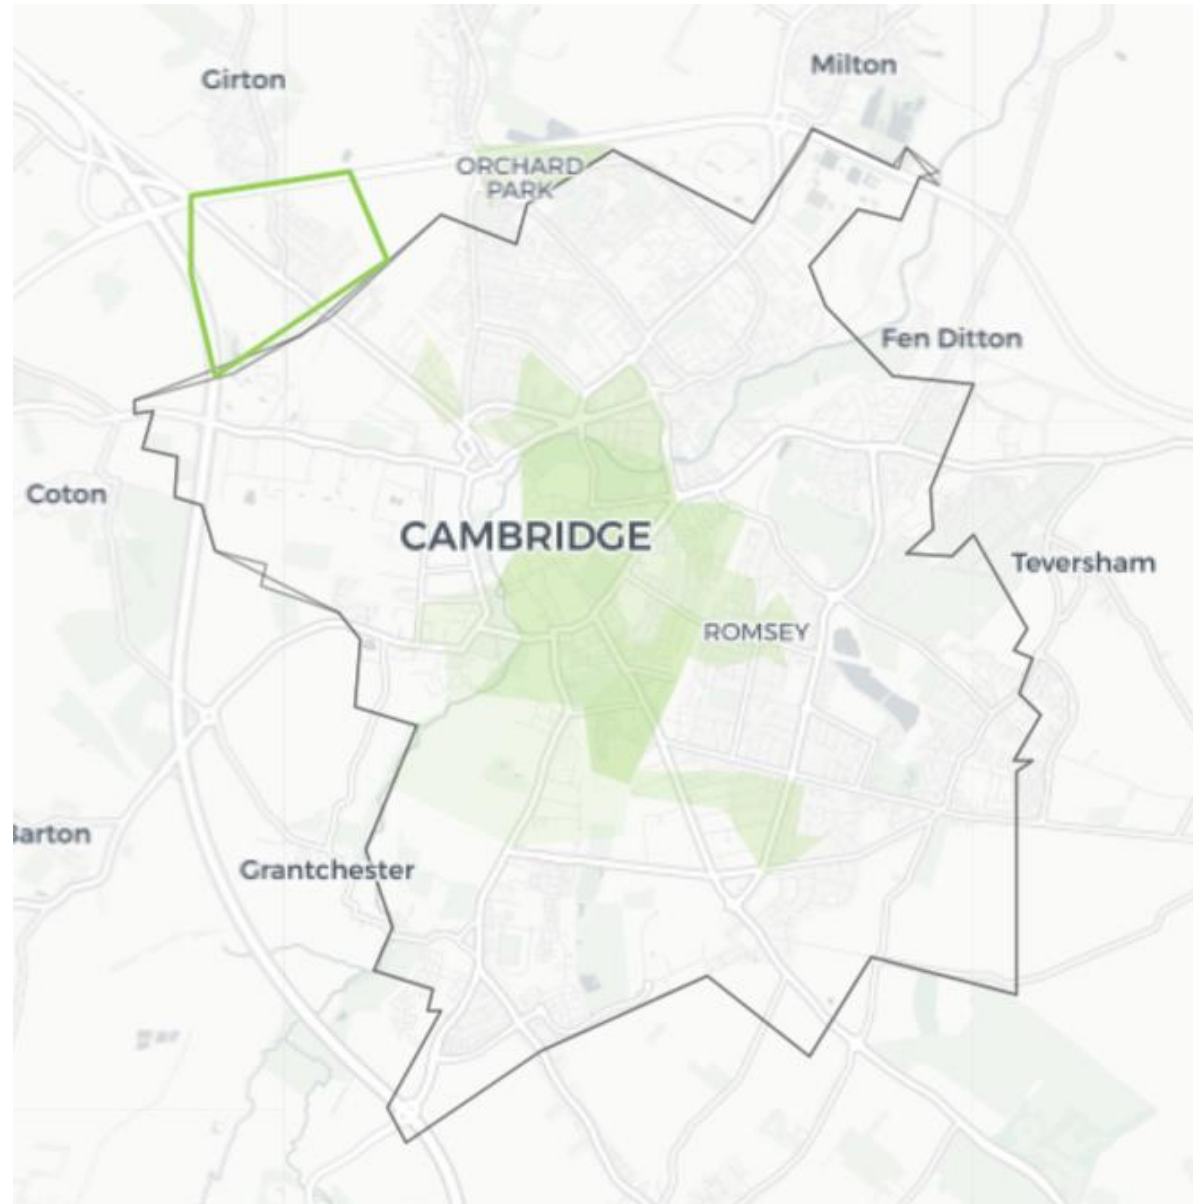 Girton
Milton
ORCHARD
PARK
Fen Ditton
Coton
CAMBRIDGE
Teversham
ROMSEY
Barton
Grantchester